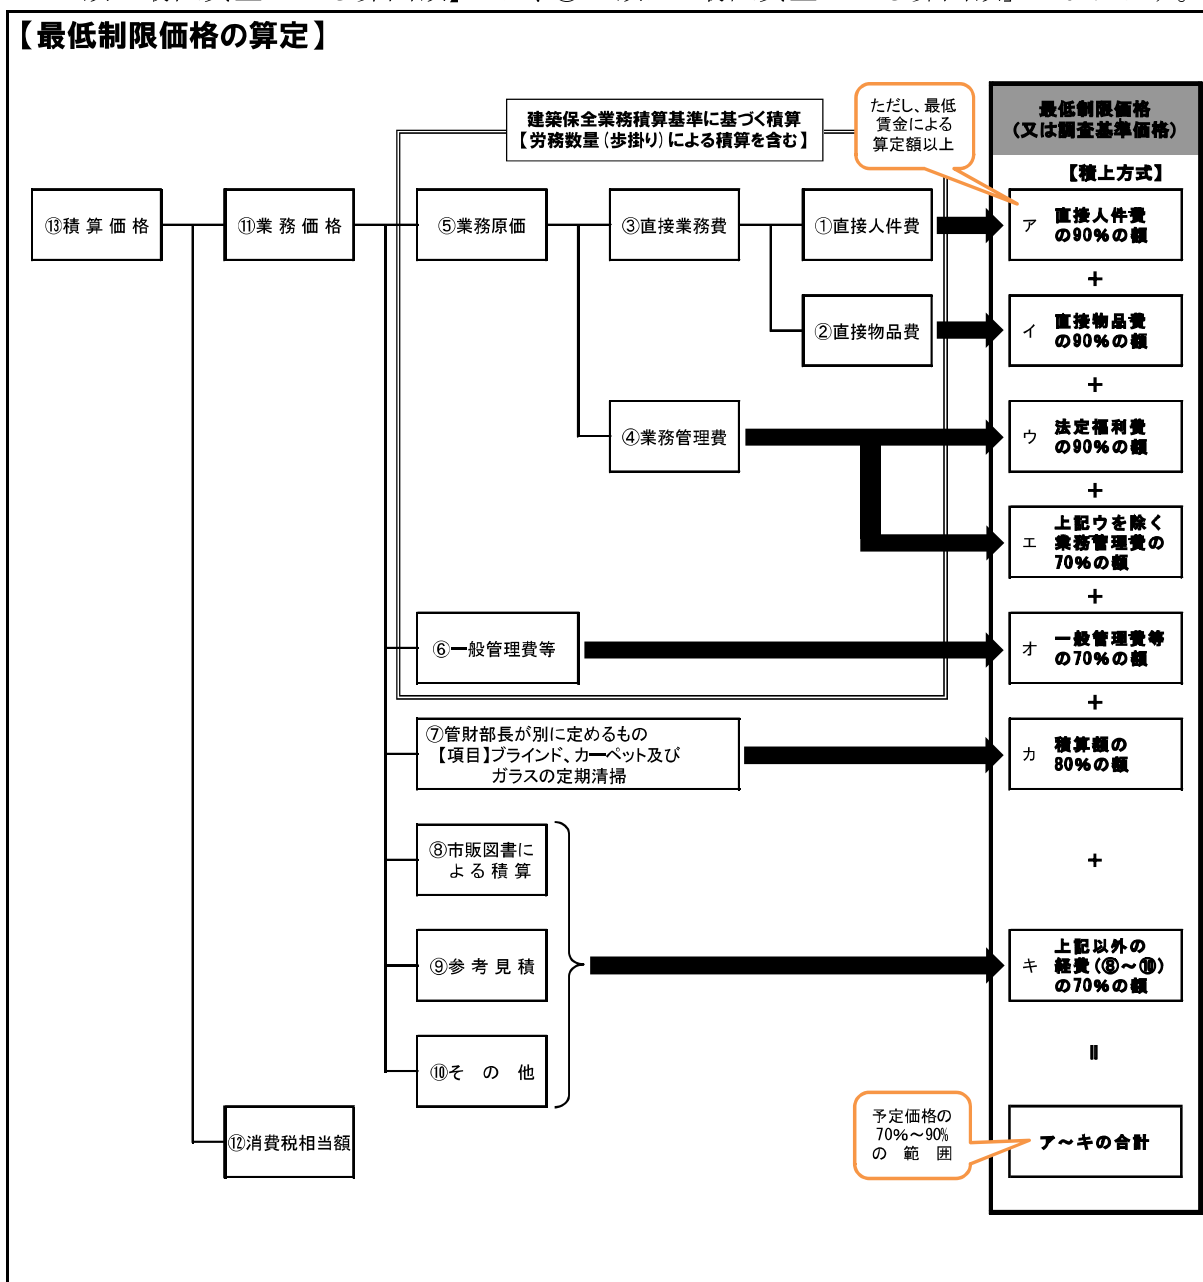 【最低制限価格の算定】
建築保全業務積算基準に基づく積算
【労務数量(歩掛り)による積算を含む】
ただし、最低
賃金による
算定額以上
最低制限価格
(又は調査基準価格)
【積上方式】
⑬積算価格
⑪業務価格
⑤業務原価
③直接業務費
①直接人件費
ア 直接人件費
の90%の額
+
②直接物品費
イ 直接物品費
の90%の額
+
④業務管理費
ウ 法定福利費
の90%の額
+
エ 上記ウを除く
業務管理費の
70%の額
+
⑥一般管理費等
オ 一般管理費等
の70%の額
+
⑦管財部長が別に定めるもの
【項目】ブラインド、カーペット及び
ガラスの定期清掃
カ 積算額の
80%の額
⑧市販図書に
よる積算
+
⑨参考見積
キ 上記以外の
経費(⑧~⑩)
の70%の額
⑩その他
=
⑫消費税相当額
予定価格の
70%~90%
の範囲
ア~キの合計